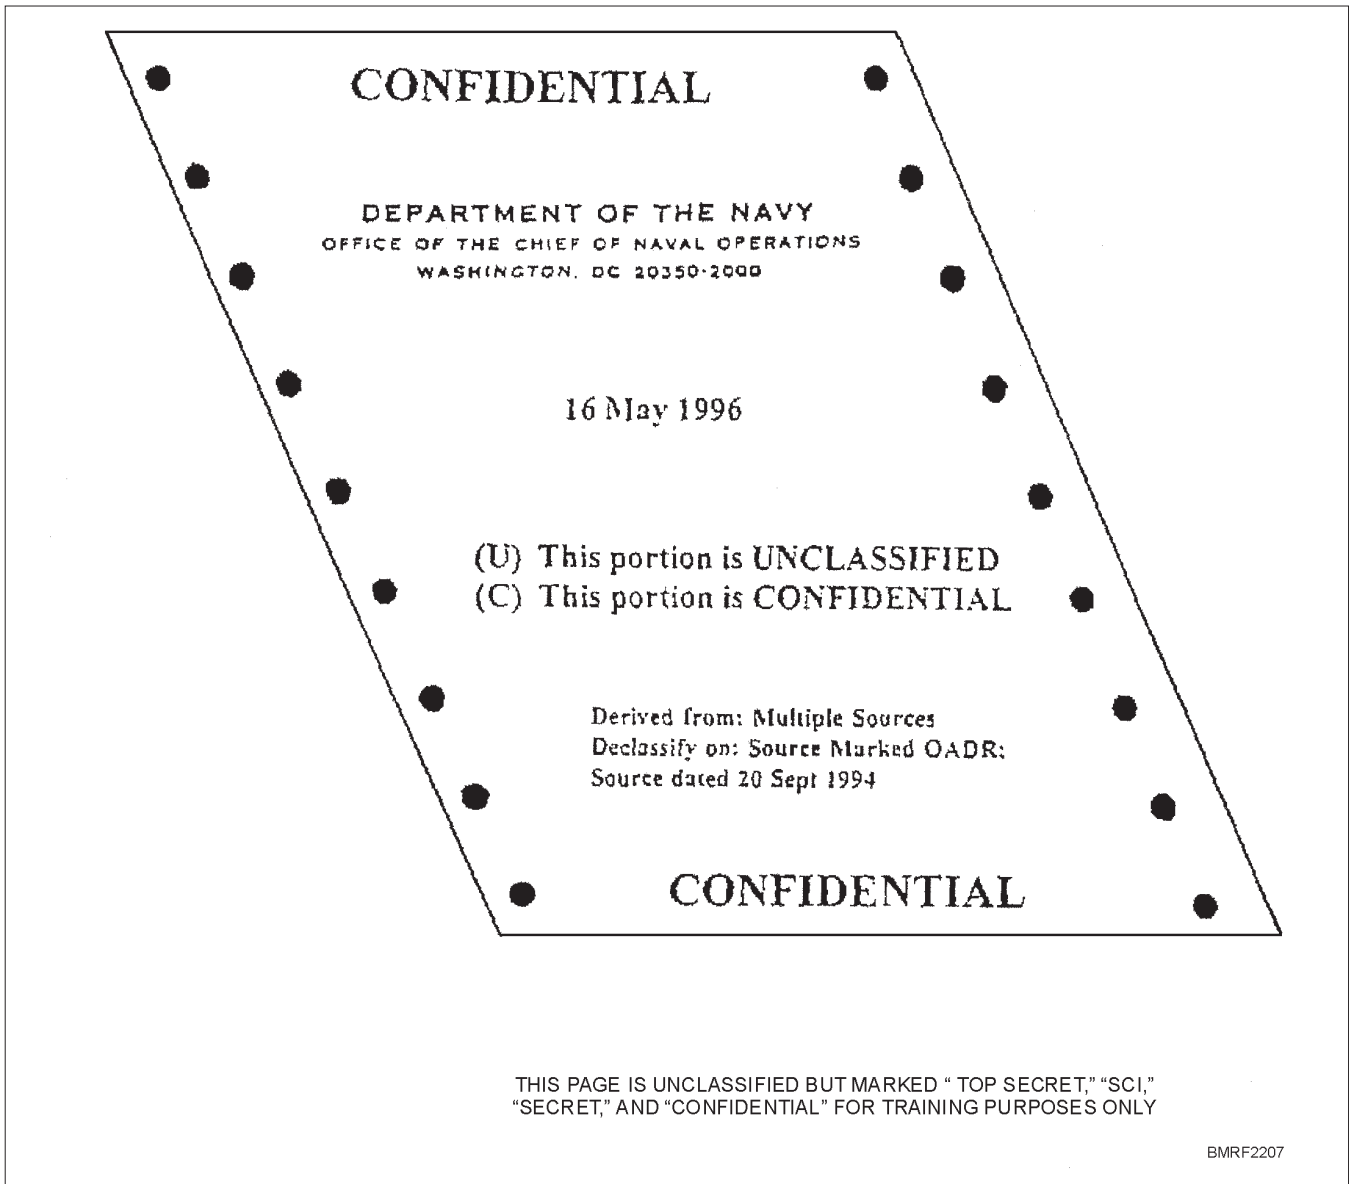 CONFIDENTIAL
DEPARTMENT OF THE NAVY
OFFICE OF THE CHIEF OF NAVAL OPERATIONS
WASHINGTON, DC 20350-2000
16 May 1996
(U) This portion is UNCLASSIFIED
(C) This portion is CONFIDENTIAL
Derived from: Multiple Sources
Declassify on: Source Marked OADR;
Source dated 20 Sept 1994
CONFIDENTIAL
THIS PAGE IS UNCLASSIFIED BUT MARKED “ TOP SECRET,” “SCI,”
“SECRET,” AND “CONFIDENTIAL” FOR TRAINING PURPOSES ONLY
BMRF2207